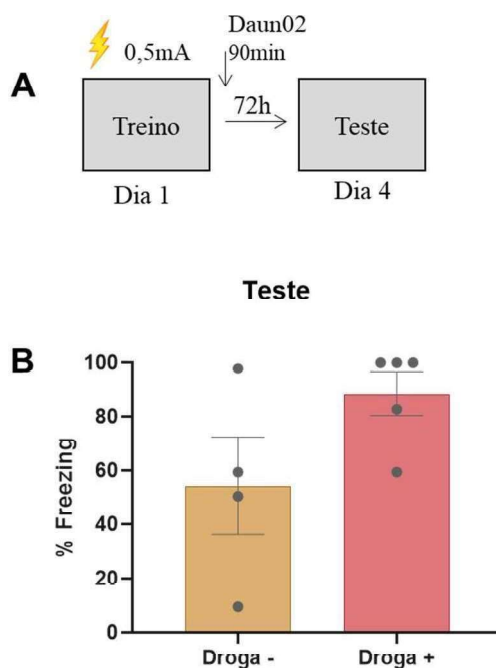 Daun02
0,5mA
90min
A
Treino
72h
Teste
Dia 1
Dia 4
Teste
B
% Freezing
100
80
60
40
20
0
Droga -
Droga +